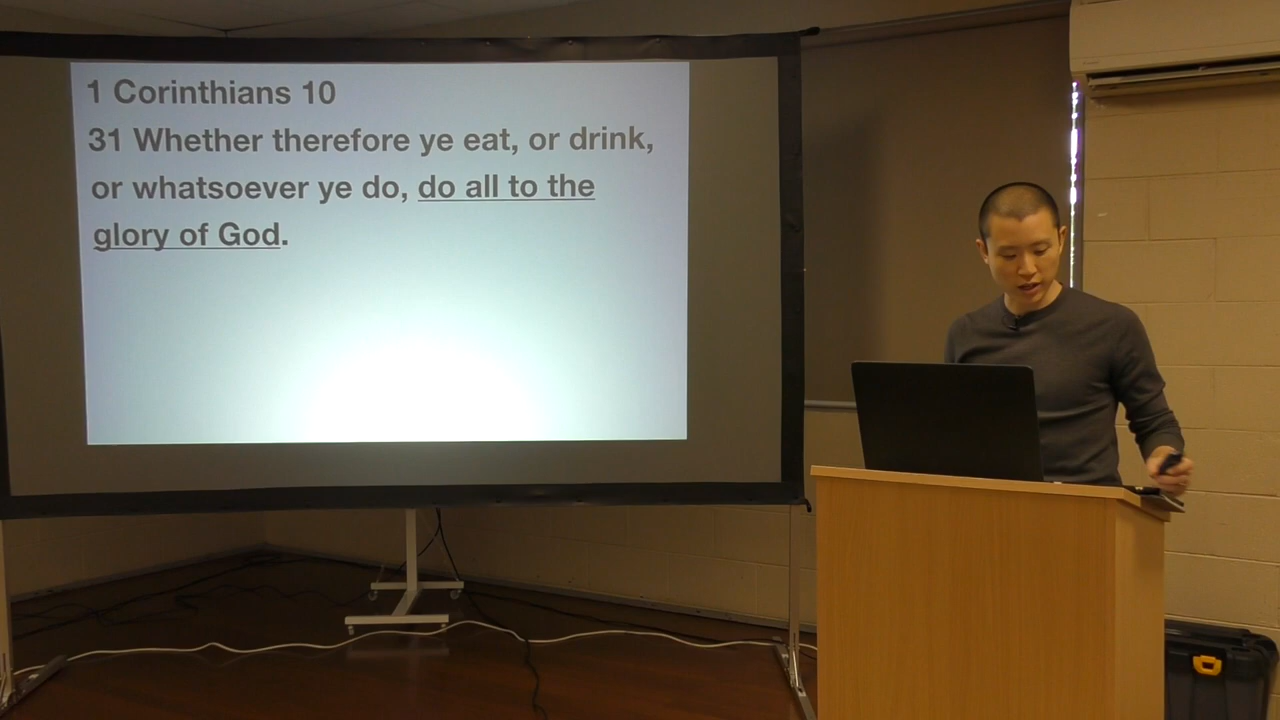 1 Corinthians 10
31 Whether therefore ye eat, or drink,
or whatsoever ye do, do all to the
glory of God.